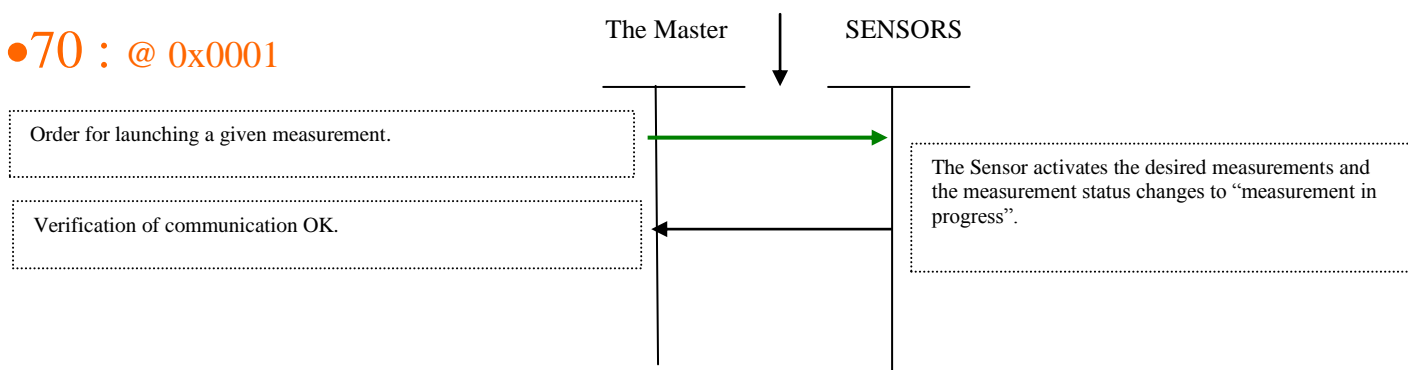 The Master SENSORS
•70 : @ 0x0001
Order for launching a given measurement.
The Sensor activates the desired measurements and
the measurement status changes to “measurement in
progress”.
Verification of communication OK.